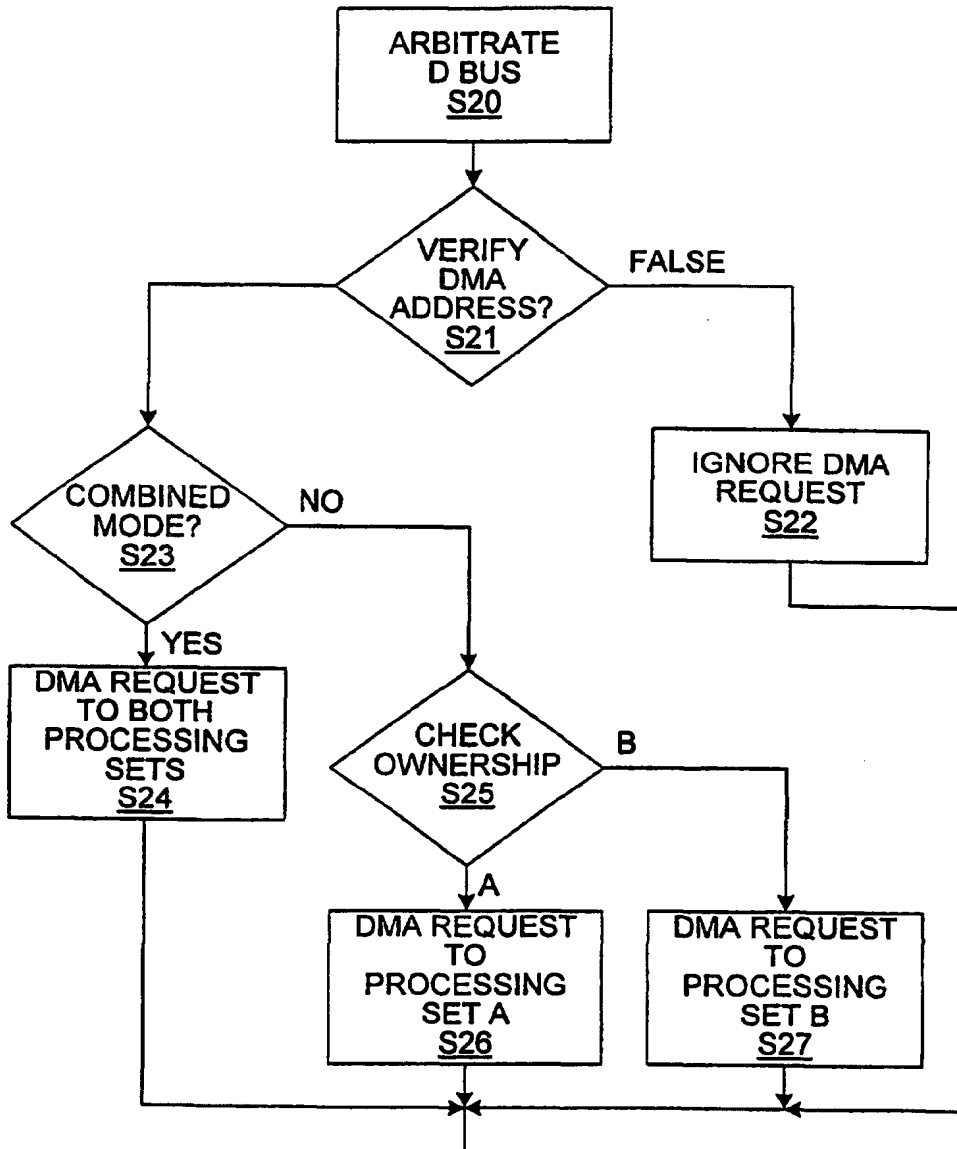 ARBITRATE
D BUS
S20
VERIFY
DMA
ADDRESS?
S21
FALSE
IGNORE DMA
REQUEST
S22
COMBINED
MODE?
S23
NO
YES
DMA REQUEST
TO BOTH
PROCESSING
SETS
S24
CHECK
OWNERSHIP
S25
B
A
DMA REQUEST
TO
PROCESSING
SET A
S26
DMA REQUEST
TO
PROCESSING
SET B
S27